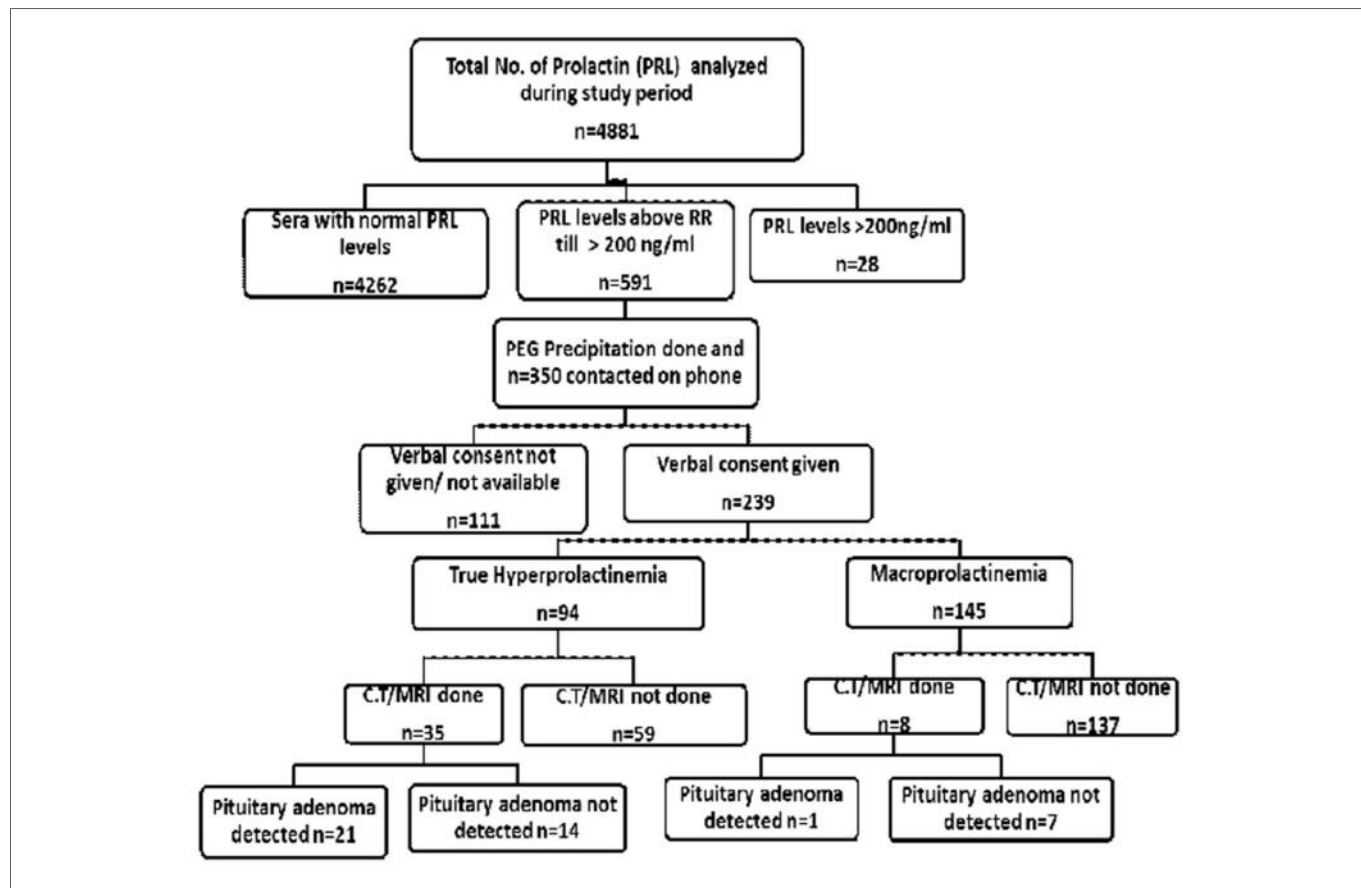 Total No. of Prolactin (PRL) analyzed
during study period
n=4881
Sera with normal PRL
levels
n=4262
PRL levels above RR
till > 200 ng/ml
n=591
PRL levels >200ng/ml
n=28
PEG Precipitation done and
n=350 contacted on phone
Verbal consent not
given/ not available
n=111
Verbal consent given
n=239
True Hyperprolactinemia
n=94
Macroprolactinemia
n=145
C.T/MRI done
n=35
C.T/MRI not done
n=59
C.T/MRI done
n=8
C.T/MRI not done
n=137
Pituitary adenoma
detected n=21
Pituitary adenoma not
detected n=14
Pituitary adenoma
detected n=1
Pituitary adenoma not
detected n=7